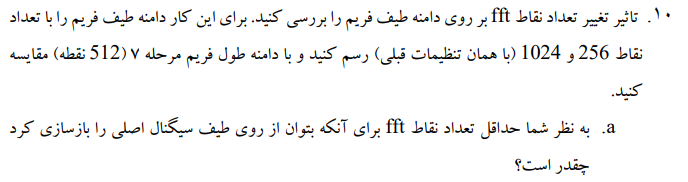 ۱۰. تاثیر تغییر تعداد نقاط fft بر روی دامنه طیف فریم را بررسی کنید. برای این کار دامنه طیف فریم را با تعداد
نقاط 256 و 1024 (با همان تنظیمات قبلی) رسم کنید و با دامنه طول فریم مرحله ۷ (512 نقطه) مقایسه
کنید.
a. به نظر شما حداقل تعداد نقاط fft برای آنکه بتوان از روی طیف سیگنال اصلی را بازسازی کرد
چقدر است؟